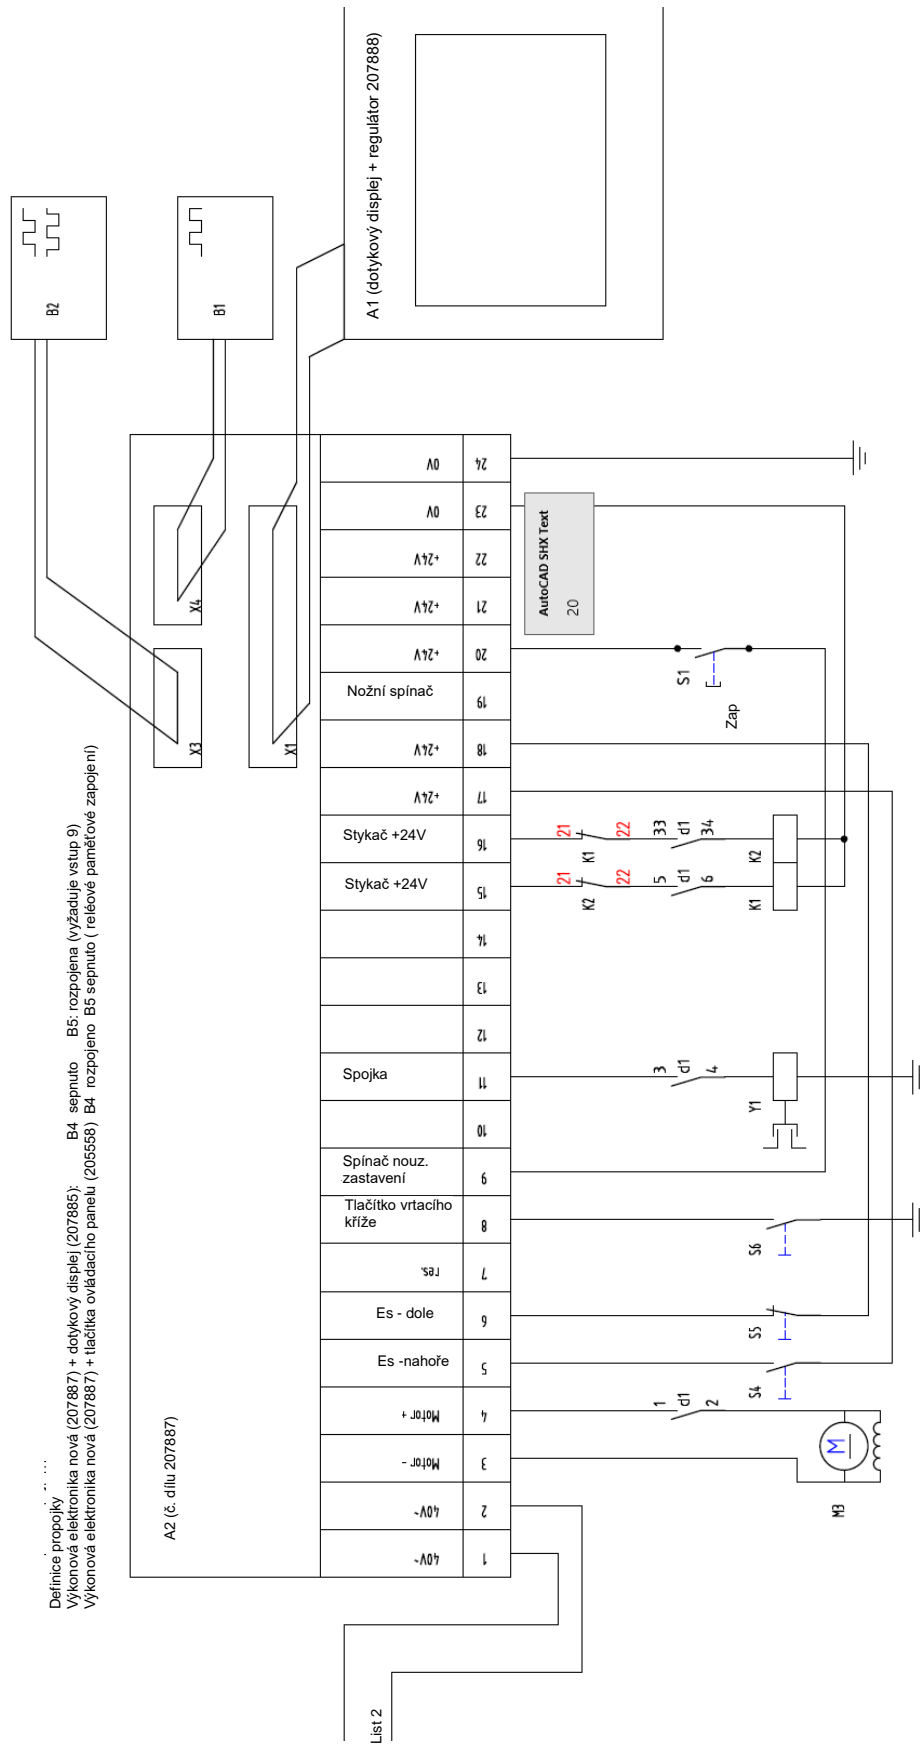 Definice propojky
Výkonová elektronika nová (207887) + dotykový displej (207885): B4 sepnuto B5: rozpojena (vyžaduje vstup 9)
Výkonová elektronika nová (207887) + tlačítka ovládacího panelu (205558) B4 rozpojeno B5 sepnuto ( reléové paměťové zapojení)
B2
B1
A1 (dotykový displej + regulátor 207888)
A2 (č. dílu 207887)
X4
X3
X1
0V 24
0V 23
+24V 22
+24V 21
+24V 20
Nožní spínač 19
+24V 18
+24V 17
Stykač +24V 16
Stykač +24V 15
14
13
12
Spojka 11
10
Spínač nouz.
zastavení 9
Tlačítko vrtacího
kříže 8
res. 7
Es - dole 6
Es -nahoře 5
Motor + 4
Motor - 3
40V~ 2
40V~ 1
AutoCAD SHX Text
20
S1
Zap
21 K1 22 33 d1 34 K2
21 K2 22 5 d1 6 K1
3 d1 4 Y1
S6
S5
S4
1 d1 2
M
M3
List 2